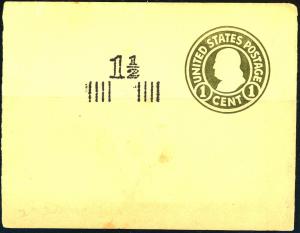 1½
UNITED STATES POSTAGE
1 CENT 1